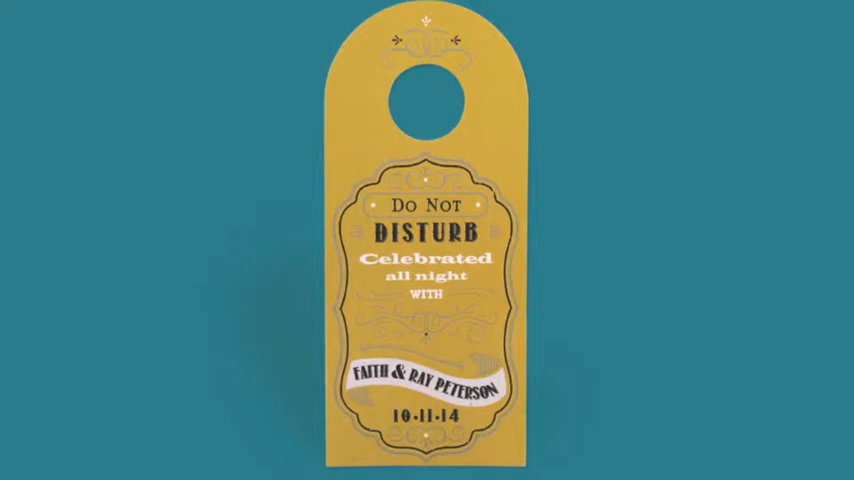 Do Not
DISTURB
Celebrated
all night
WITH
FAITH & RAY PETERSON
10·11·14